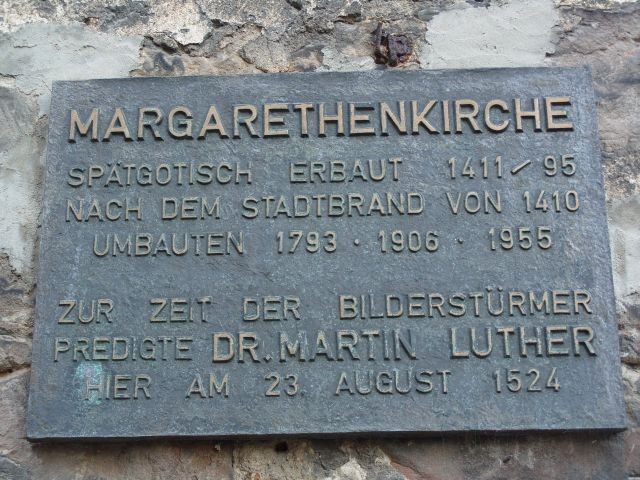 MARGARETHENKIRCHE
SPÄTGOTISCH ERBAUT 1411/95
NACH DEM STADTBRAND VON 1410
UMBAUTEN 1793 · 1906 · 1955
ZUR ZEIT DER BILDERSTÜRMER
PREDIGTE DR. MARTIN LUTHER
HIER AM 23. AUGUST 1524